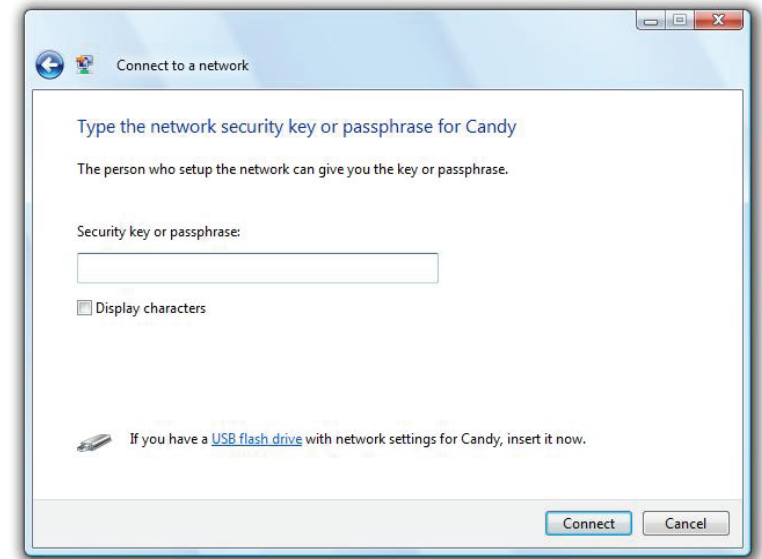 Connect to a network
Type the network security key or passphrase for Candy
The person who setup the network can give you the key or passphrase.
Security key or passphrase:
Display characters
If you have a USB flash drive with network settings for Candy, insert it now.
Connect Cancel